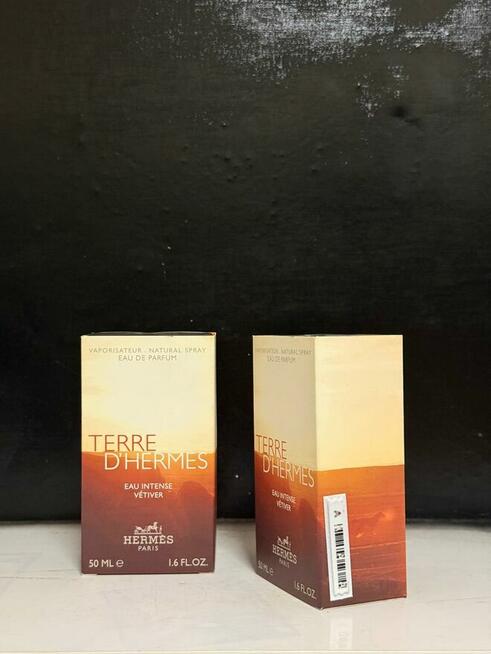 VAPORISATEUR . NATURAL SPRAY
EAU DE PARFUM
TERRE
D'HERMES
EAU INTENSE
VÉTIVER
HERMÈS
PARIS
50 ML e 1.6 FL.OZ.
VAPORISATEUR . NATURAL SPRAY
EAU DE PARFUM
TERRE
D'HERMES
EAU INTENSE
VÉTIVER
HERMÈS
PARIS
50 ML e 1.6 FL.OZ.
A